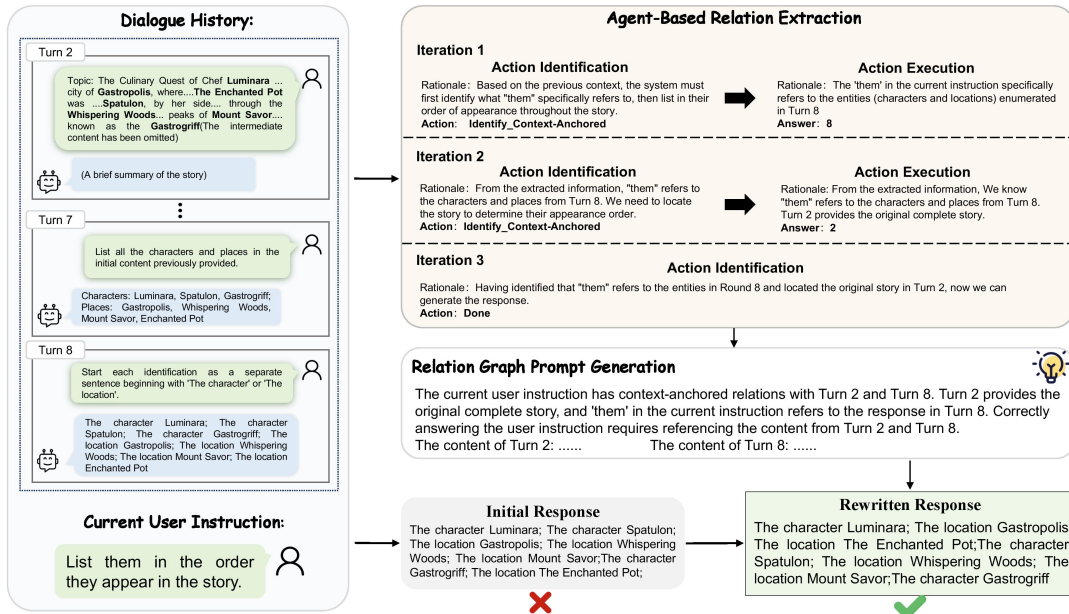 Dialogue History:
Turn 2
Topic: The Culinary Quest of Chef Luminara ...
city of Gastropolis, where....The Enchanted Pot
was ....Spatulon, by her side.... through the
Whispering Woods... peaks of Mount Savor....
known as the Gastrogriff(The intermediate
content has been omitted)
(A brief summary of the story)
Turn 7
List all the characters and places in the
initial content previously provided.
Characters: Luminara, Spatulon, Gastrogriff;
Places: Gastropolis, Whispering Woods,
Mount Savor, Enchanted Pot
Turn 8
Start each identification as a separate
sentence beginning with 'The character' or 'The
location'.
The character Luminara; The character
Spatulon; The character Gastrogriff; The
location Gastropolis; The location Whispering
Woods; The location Mount Savor; The location
Enchanted Pot
Current User Instruction:
List them in the order
they appear in the story.
Agent-Based Relation Extraction
Iteration 1
Action Identification
Rationale: Based on the previous context, the system must
first identify what "them" specifically refers to, then list in their
order of appearance throughout the story.
Action: Identify_Context-Anchored
Action Execution
Rationale: The 'them' in the current instruction specifically
refers to the entities (characters and locations) enumerated
in Turn 8
Answer: 8
Iteration 2
Action Identification
Rationale: From the extracted information, "them" refers to
the characters and places from Turn 8. We need to locate
the story to determine their appearance order.
Action: Identify_Context-Anchored
Action Execution
Rationale: From the extracted information, We know
"them" refers to the characters and places from Turn 8.
Turn 2 provides the original complete story.
Answer: 2
Iteration 3
Action Identification
Rationale: Having identified that "them" refers to the entities in Round 8 and located the original story in Turn 2, now we can
generate the response.
Action: Done
Relation Graph Prompt Generation
The current user instruction has context-anchored relations with Turn 2 and Turn 8. Turn 2 provides the
original complete story, and 'them' in the current instruction refers to the response in Turn 8. Correctly
answering the user instruction requires referencing the content from Turn 2 and Turn 8.
The content of Turn 2: ...... The content of Turn 8: ......
Initial Response
The character Luminara; The character Spatulon;
The location Gastropolis; The location Whispering
Woods; The location Mount Savor;The character
Gastrogriff; The location The Enchanted Pot;
Rewritten Response
The character Luminara; The location Gastropolis
The location The Enchanted Pot;The character
Spatulon; The location Whispering Woods; The
location Mount Savor;The character Gastrogriff